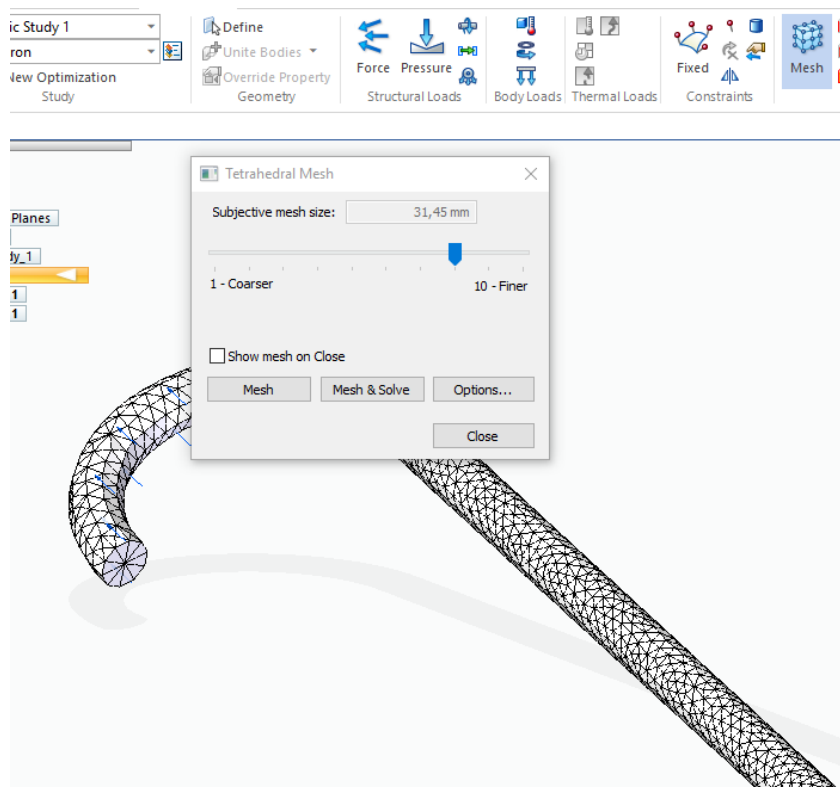 ic Study 1
Define
ron
Unite Bodies
New Optimization
Override Property
Force Pressure
Fixed
Mesh
Study
Geometry
Structural Loads
Body Loads
Thermal Loads
Constraints
Tetrahedral Mesh
Subjective mesh size: 31,45 mm
1 - Coarser
10 - Finer
Show mesh on Close
Mesh
Mesh & Solve
Options...
Close
Planes
dy_1
1
1